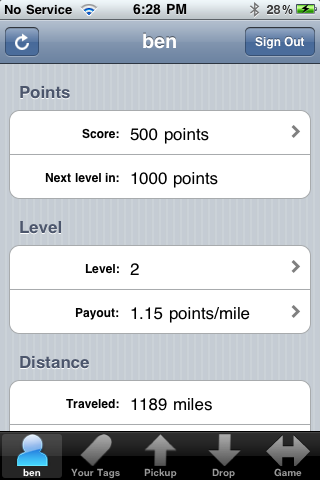 No Service 6:28 PM 28%
ben Sign Out
Points
Score: 500 points
Next level in: 1000 points
Level
Level: 2
Payout: 1.15 points/mile
Distance
Traveled: 1189 miles
ben Your Tags Pickup Drop Game